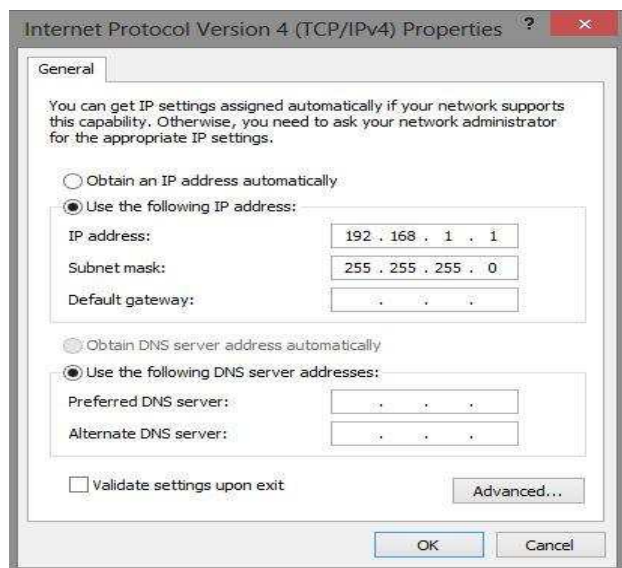 Internet Protocol Version 4 (TCP/IPv4) Properties ? ×
General
You can get IP settings assigned automatically if your network supports
this capability. Otherwise, you need to ask your network administrator
for the appropriate IP settings.
Obtain an IP address automatically
Use the following IP address:
IP address: 192 . 168 . 1 . 1
Subnet mask: 255 . 255 . 255 . 0
Default gateway: . . .
Obtain DNS server address automatically
Use the following DNS server addresses:
Preferred DNS server: . . .
Alternate DNS server: . . .
Validate settings upon exit
Advanced...
OK Cancel